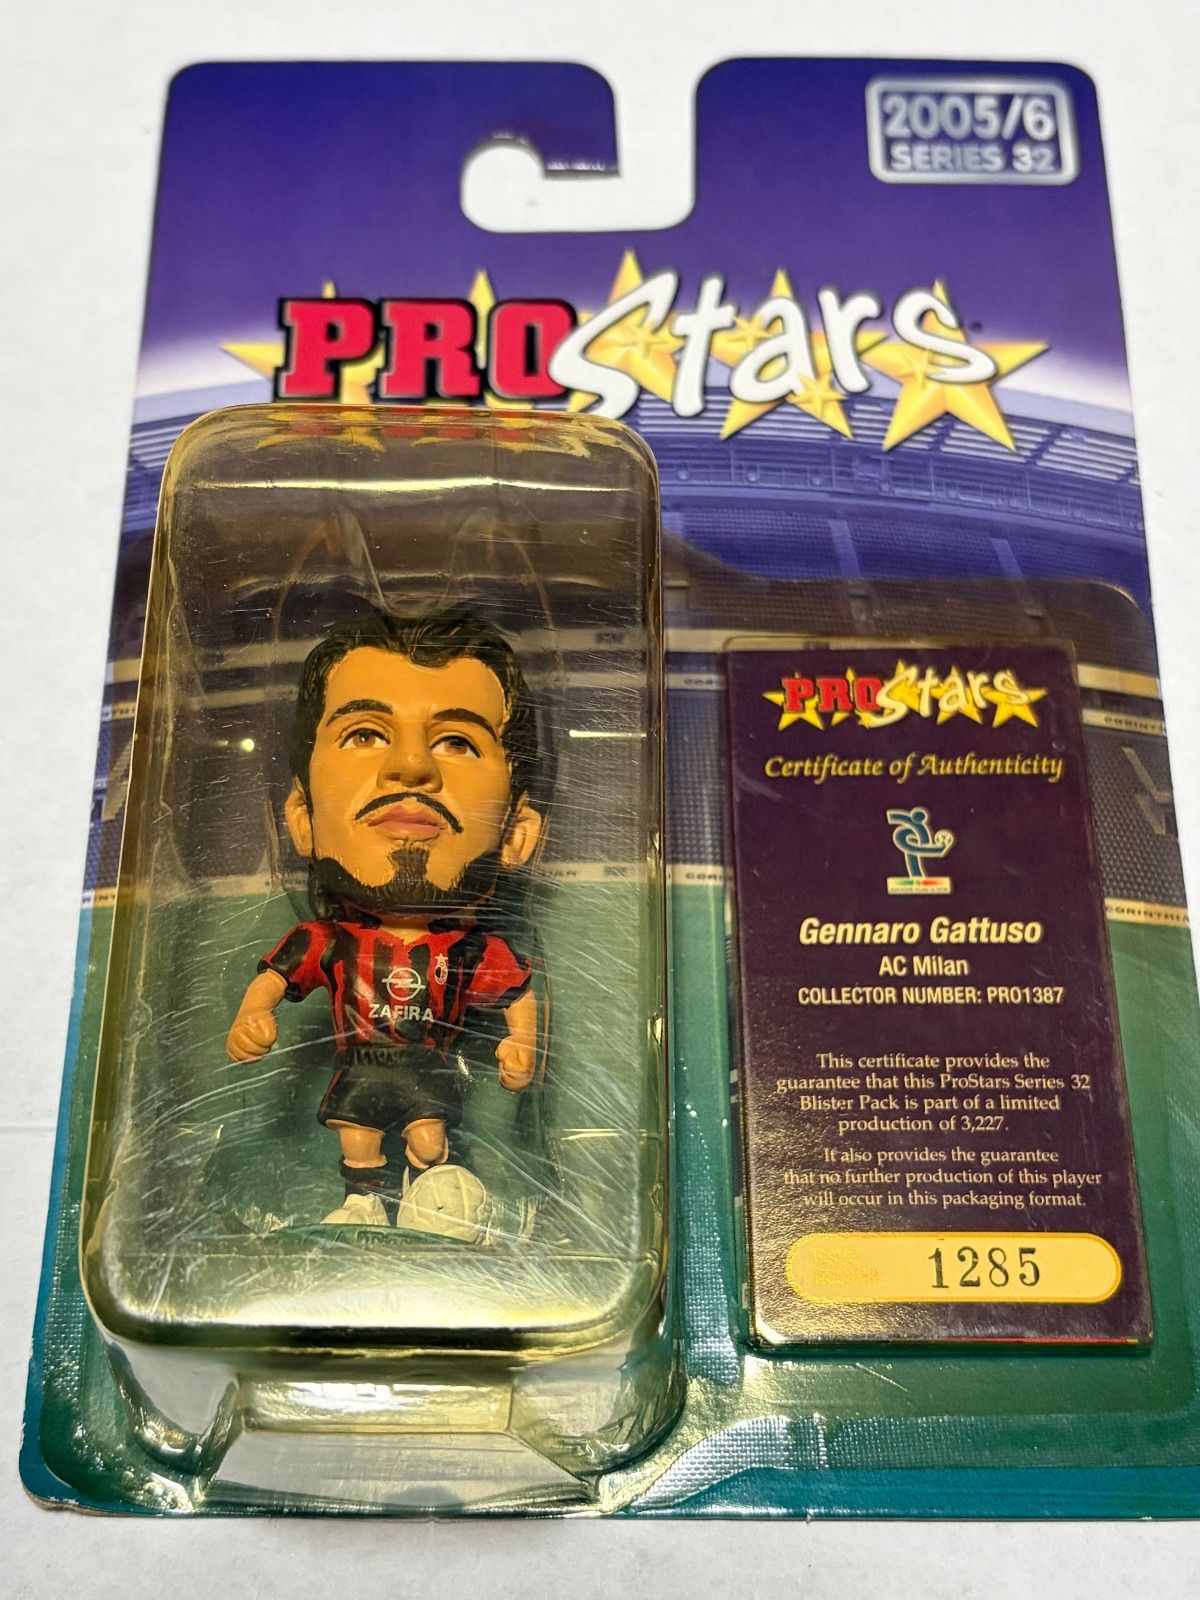 2005/6
SERIES 32
PROStars
PROStars
Certificate of Authenticity
Gennaro Gattuso
AC Milan
COLLECTOR NUMBER: PRO1387
This certificate provides the
guarantee that this ProStars Series 32
Blister Pack is part of a limited
production of 3,227.
It also provides the guarantee
that no further production of this player
will occur in this packaging format.
1285
ZAFIRA
CORINTHIAN